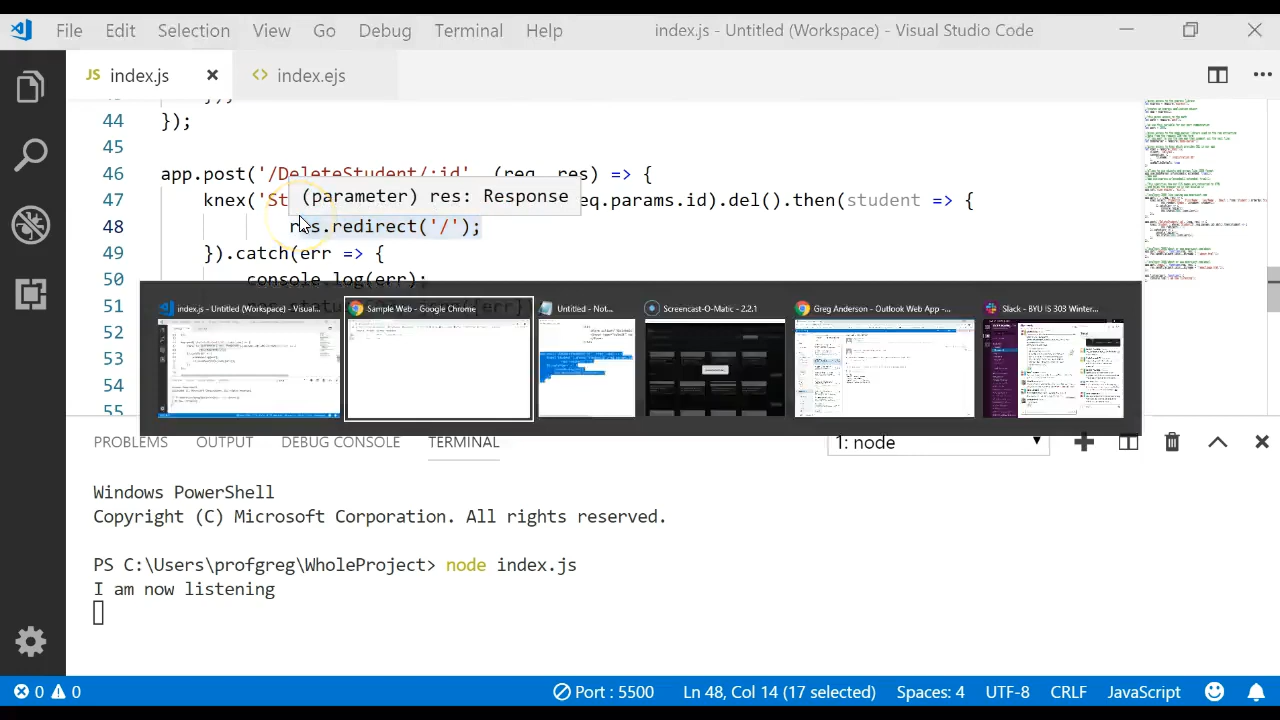 File Edit Selection View Go Debug Terminal Help index.js - Untitled (Workspace) - Visual Studio Code
JS index.js <> index.ejs
44 });
45
46 app.post('/DeleteStudent/:id (req res) => {
(parameter) res: Response
47 knex('St eq.params.id).del().then(student => {
48 res.redirect('/');
49 }).catch(err => {
50 console.log(err);
51
52
53
54
55
index.js - Untitled (Workspace) - Visual... Sample Web - Google Chrome Untitled - Not... Screencast-O-Matic - 2.2.1 Greg Anderson - Outlook Web App -... Slack - BYU IS 303 Winter...
PROBLEMS OUTPUT DEBUG CONSOLE TERMINAL 1: node
Windows PowerShell
Copyright (C) Microsoft Corporation. All rights reserved.
PS C:\Users\profgreg\WholeProject> node index.js
I am now listening
0 0 Port : 5500 Ln 48, Col 14 (17 selected) Spaces: 4 UTF-8 CRLF JavaScript